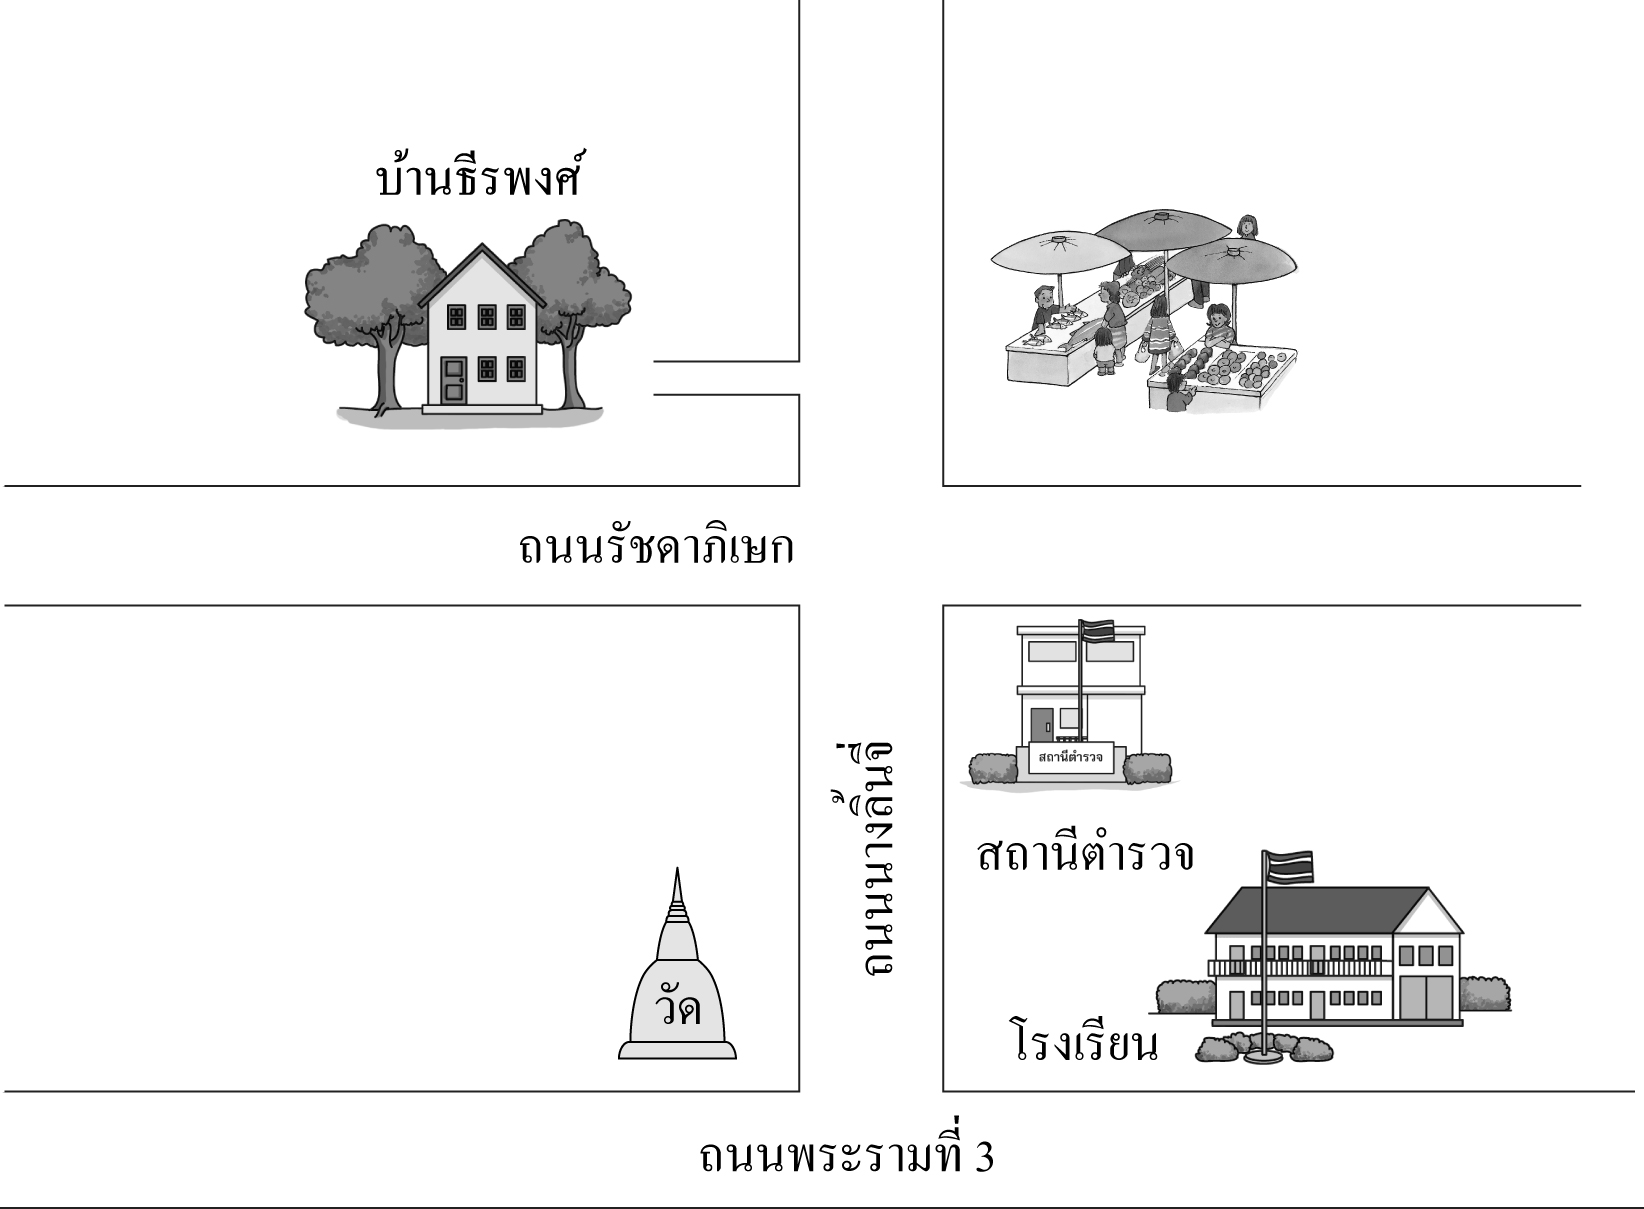 บ้านธีรพงศ์
ถนนรัชดาภิเษก
ถนนนางลิ้นจี่
สถานีตำรวจ
สถานีตำรวจ
วัด
โรงเรียน
ถนนพระรามที่ 3